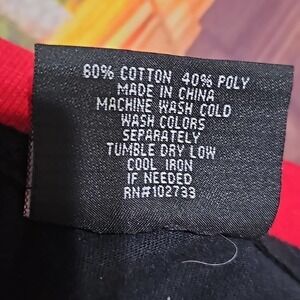 60% COTTON 40% POLY
MADE IN CHINA
MACHINE WASH COLD
WASH COLORS
SEPARATELY
TUMBLE DRY LOW
COOL IRON
IF NEEDED
RN#102733